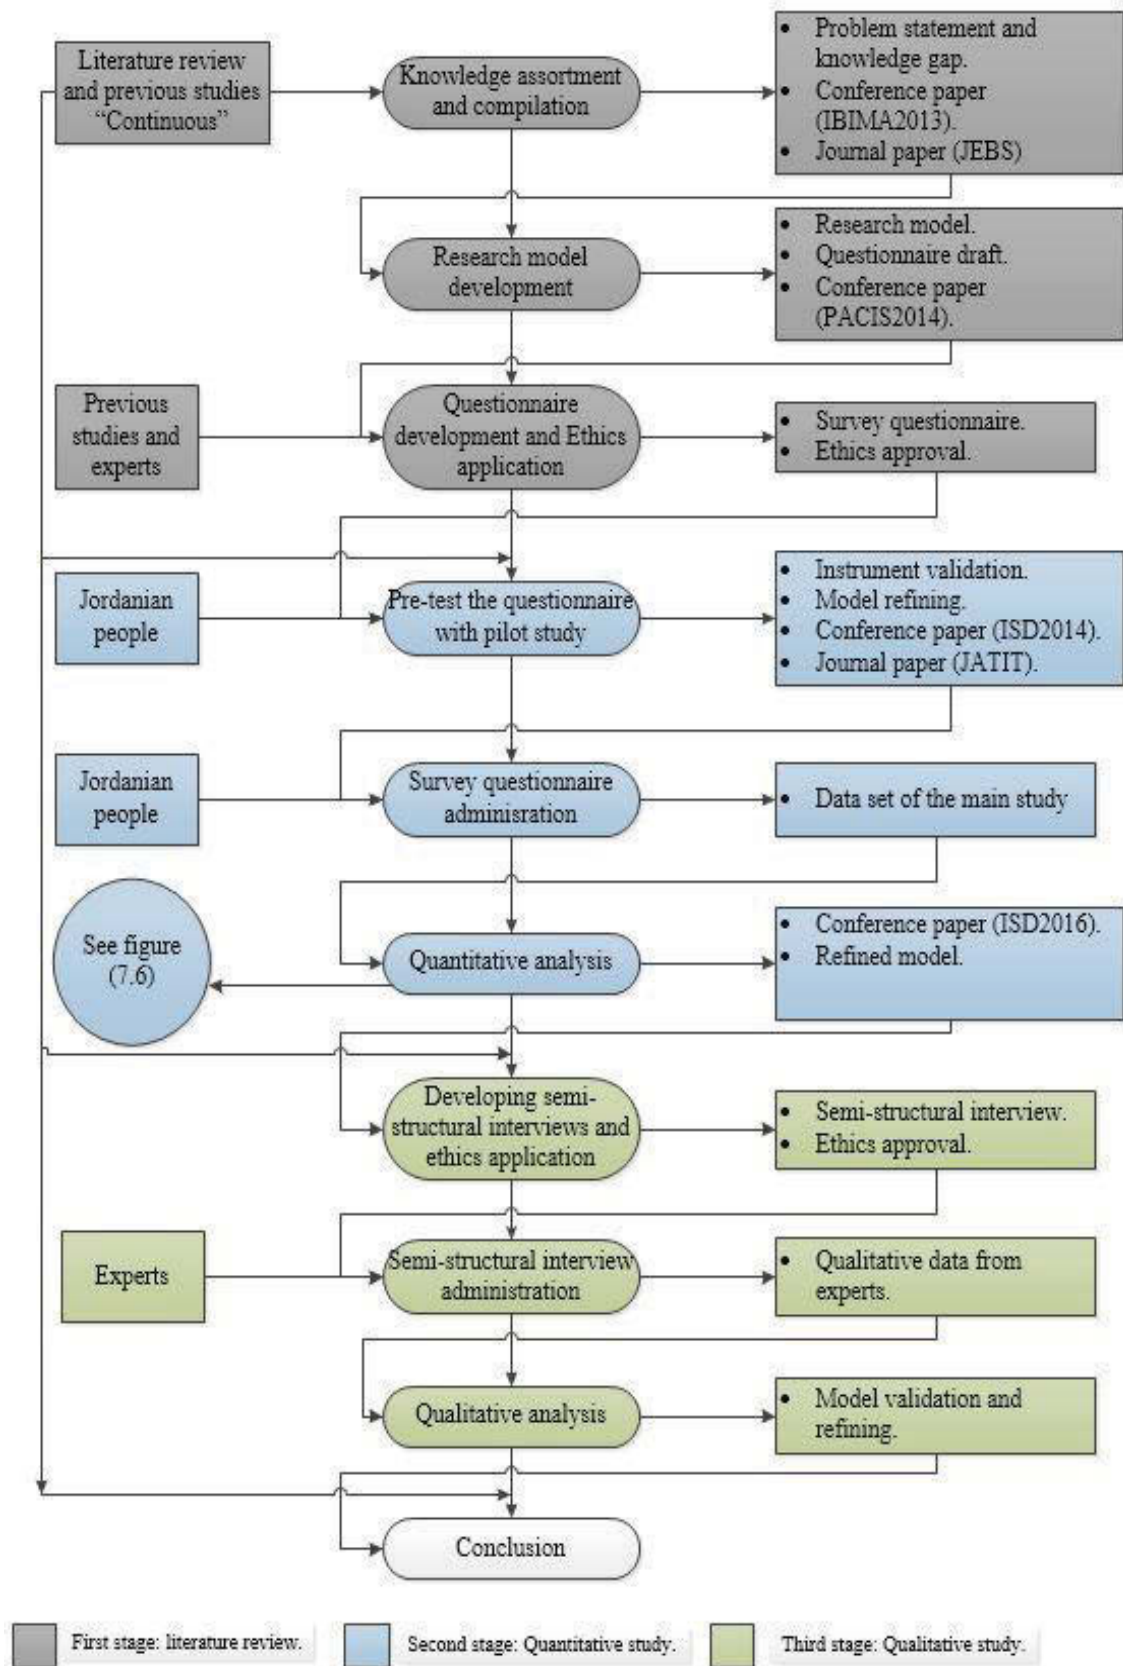 Literature review
and previous studies
“Continuous”
Knowledge assortment
and compilation
• Problem statement and
knowledge gap.
• Conference paper
(IBIMA2013).
• Journal paper (JEBS)
Research model
development
• Research model.
• Questionnaire draft.
• Conference paper
(PACIS2014).
Previous
studies and
experts
Questionnaire
development and Ethics
application
• Survey questionnaire.
• Ethics approval.
Jordanian
people
Pre-test the questionnaire
with pilot study
• Instrument validation.
• Model refining.
• Conference paper (ISD2014).
• Journal paper (JATIT).
Jordanian
people
Survey questionnaire
adminisration
• Data set of the main study
See figure
(7.6)
Quantitative analysis
• Conference paper (ISD2016).
• Refined model.
Developing semi-
structural interviews and
ethics application
• Semi-structural interview.
• Ethics approval.
Experts
Semi-structural interview
administration
• Qualitative data from
experts.
Qualitative analysis
• Model validation and
refining.
Conclusion
First stage: literature review.
Second stage: Quantitative study.
Third stage: Qualitative study.